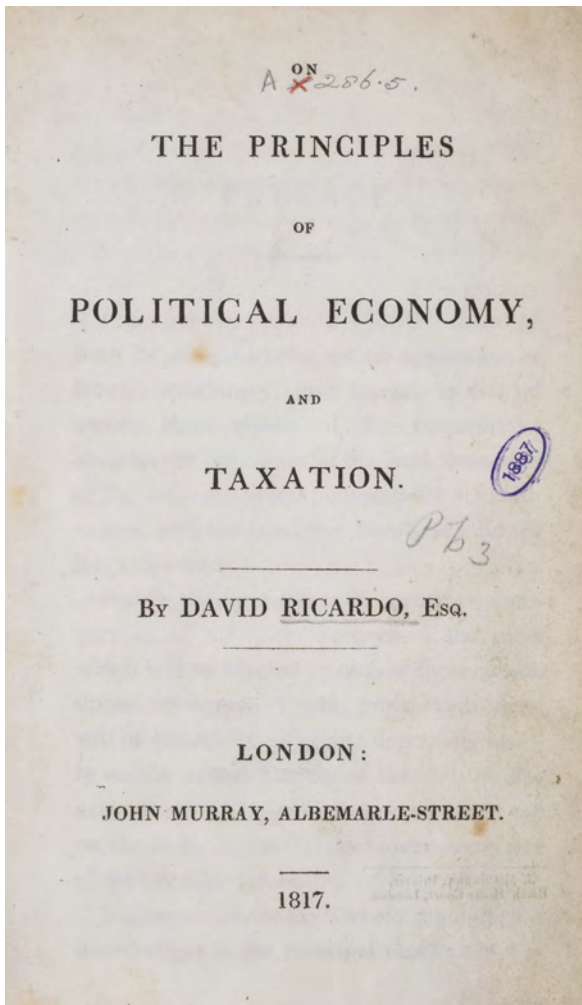 ON
A x 286.5.
THE PRINCIPLES
OF
POLITICAL ECONOMY,
AND
TAXATION.
1887
Pb3
By DAVID RICARDO, Esq.
LONDON:
JOHN MURRAY, ALBEMARLE-STREET.
1817.